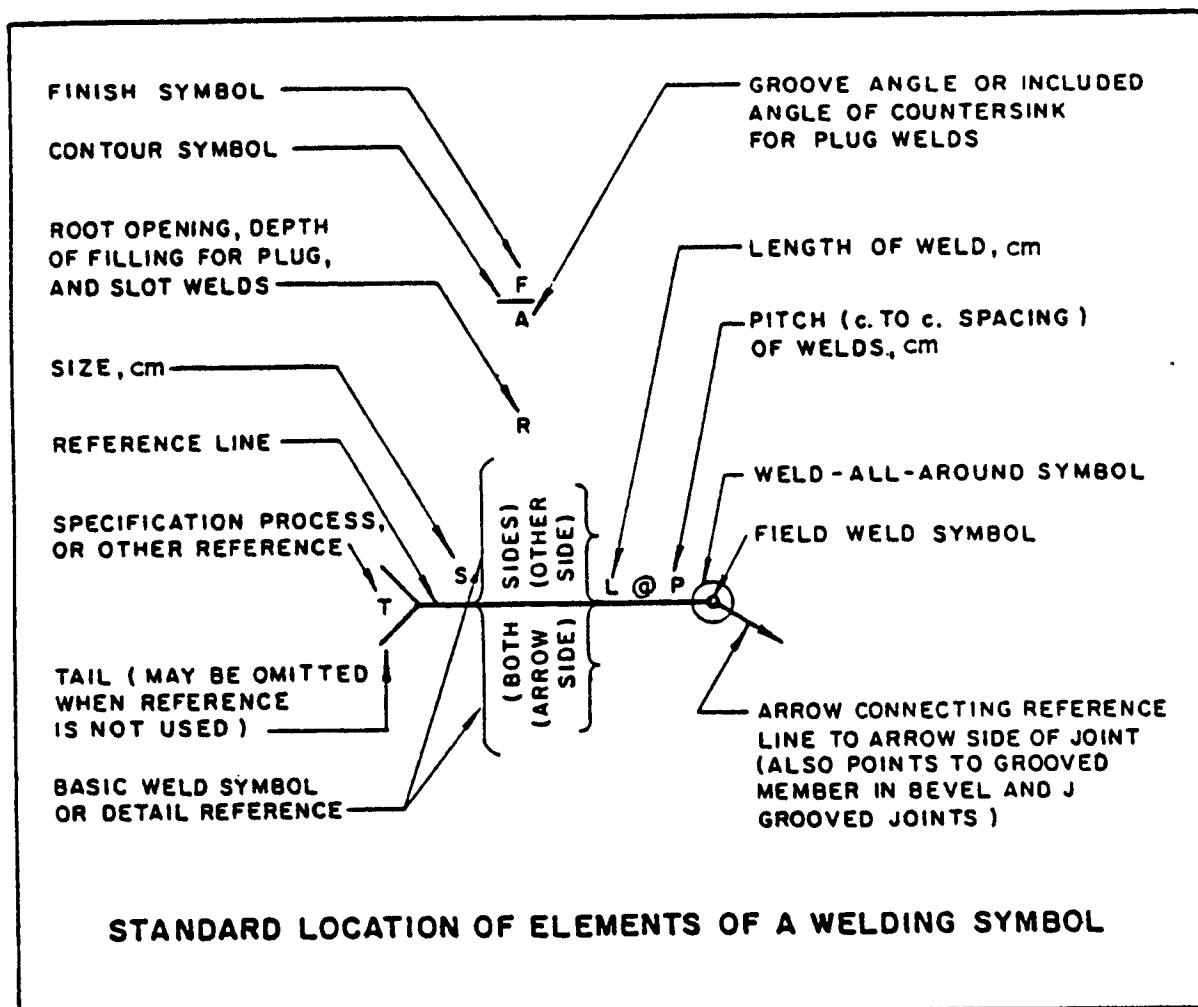 FINISH SYMBOL
CONTOUR SYMBOL
ROOT OPENING, DEPTH
OF FILLING FOR PLUG,
AND SLOT WELDS
SIZE, cm
REFERENCE LINE
SPECIFICATION PROCESS,
OR OTHER REFERENCE
TAIL (MAY BE OMITTED
WHEN REFERENCE
IS NOT USED)
BASIC WELD SYMBOL
OR DETAIL REFERENCE
F
A
R
S
T
(BOTH SIDES)
(ARROW SIDE)
(OTHER SIDE)
L @ P
GROOVE ANGLE OR INCLUDED
ANGLE OF COUNTERSINK
FOR PLUG WELDS
LENGTH OF WELD, cm
PITCH (c. TO c. SPACING)
OF WELDS., cm
WELD-ALL-AROUND SYMBOL
FIELD WELD SYMBOL
ARROW CONNECTING REFERENCE
LINE TO ARROW SIDE OF JOINT
(ALSO POINTS TO GROOVED
MEMBER IN BEVEL AND J
GROOVED JOINTS)
STANDARD LOCATION OF ELEMENTS OF A WELDING SYMBOL